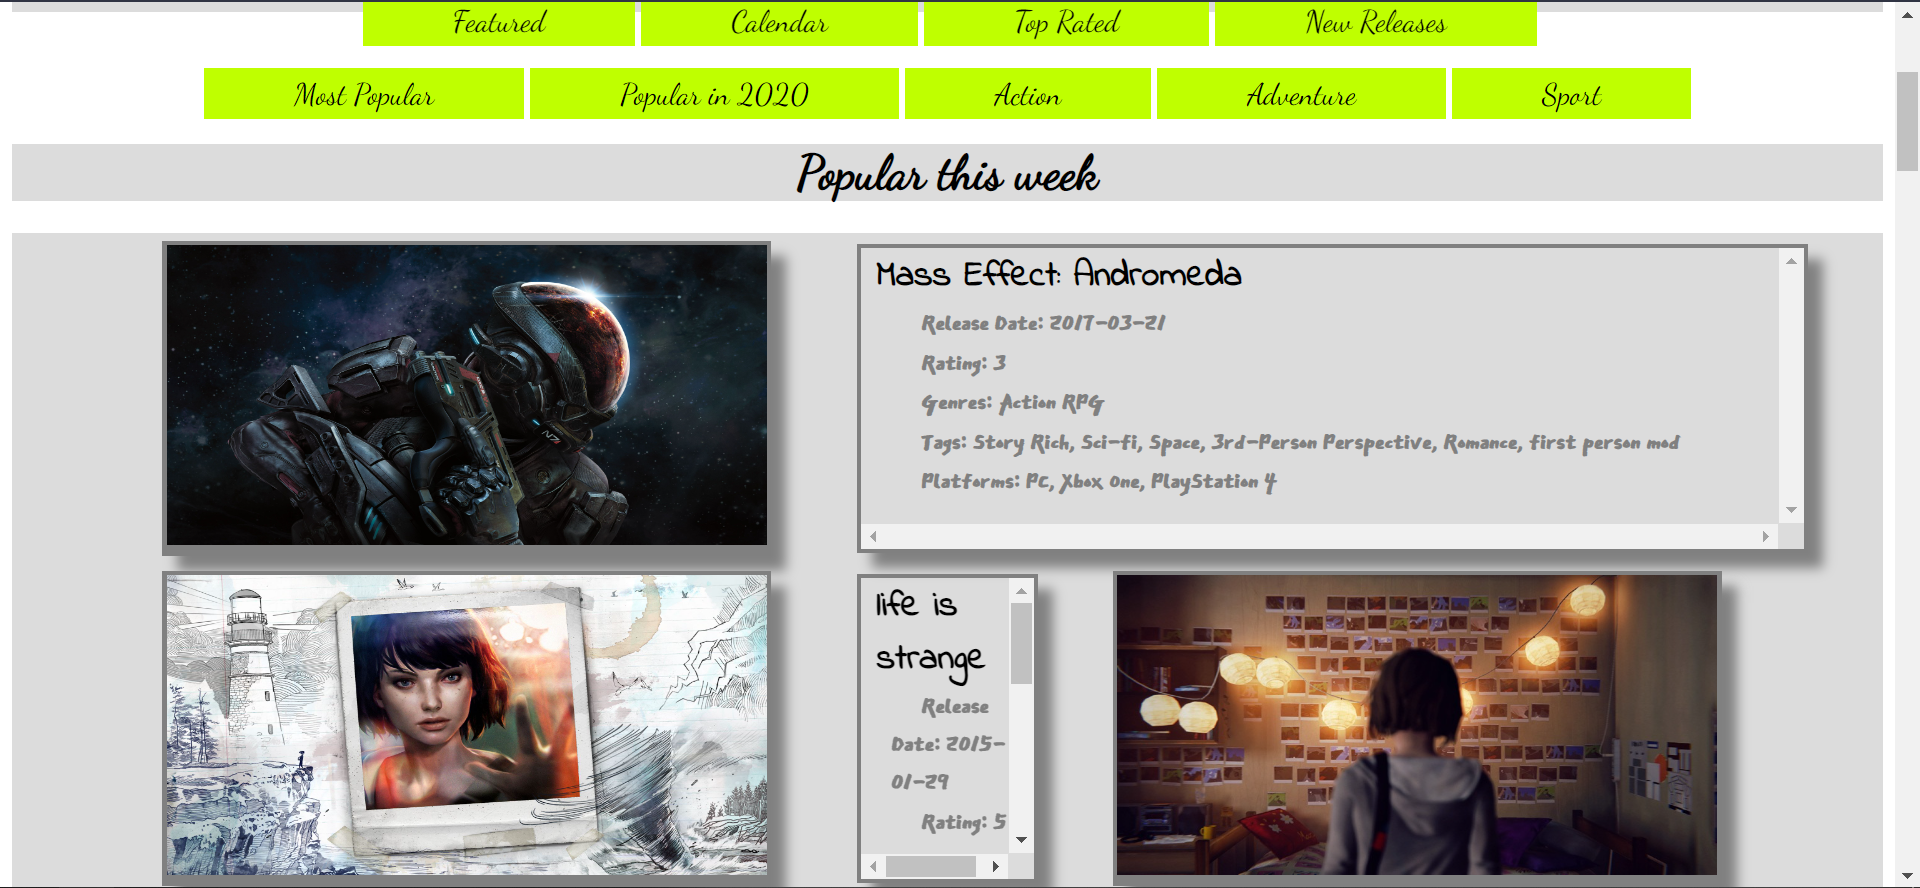 Featured
Calendar
Top Rated
New Releases
Most Popular
Popular in 2020
Action
Adventure
Sport
Popular this week
Mass Effect: Andromeda
Release Date: 2017-03-21
Rating: 3
Genres: Action RPG
Tags: Story Rich, Sci-fi, Space, 3rd-Person Perspective, Romance, first person mod
Platforms: PC, Xbox One, PlayStation 4
N7
life is
strange
Release
Date: 2015-
01-29
Rating: 5